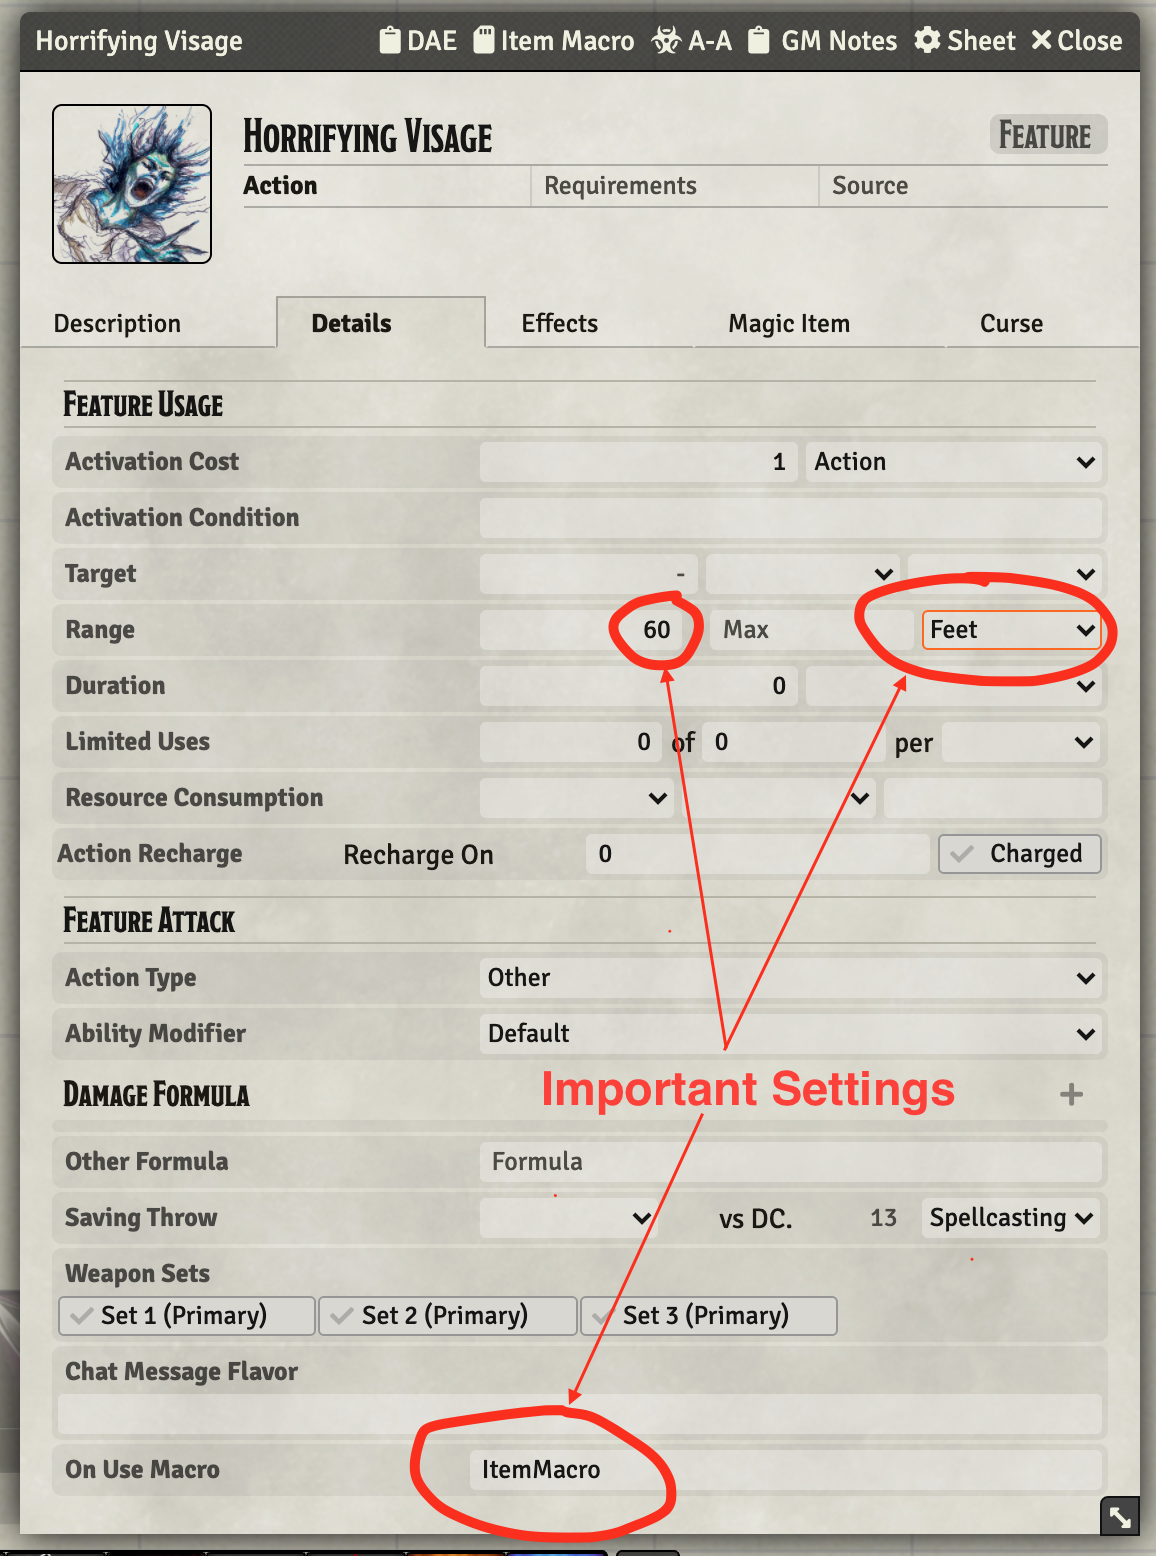 Horrifying Visage DAE Item Macro A-A GM Notes Sheet Close
Horrifying Visage Feature
Action Requirements Source
Description Details Effects Magic Item Curse
Feature Usage
Activation Cost 1 Action
Activation Condition
Target -
Range 60 Max Feet
Duration 0
Limited Uses 0 of 0 per
Resource Consumption
Action Recharge Recharge On 0 Charged
Feature Attack
Action Type Other
Ability Modifier Default
Important Settings
Damage Formula +
Other Formula Formula
Saving Throw vs DC. 13 Spellcasting
Weapon Sets
Set 1 (Primary) Set 2 (Primary) Set 3 (Primary)
Chat Message Flavor
On Use Macro ItemMacro